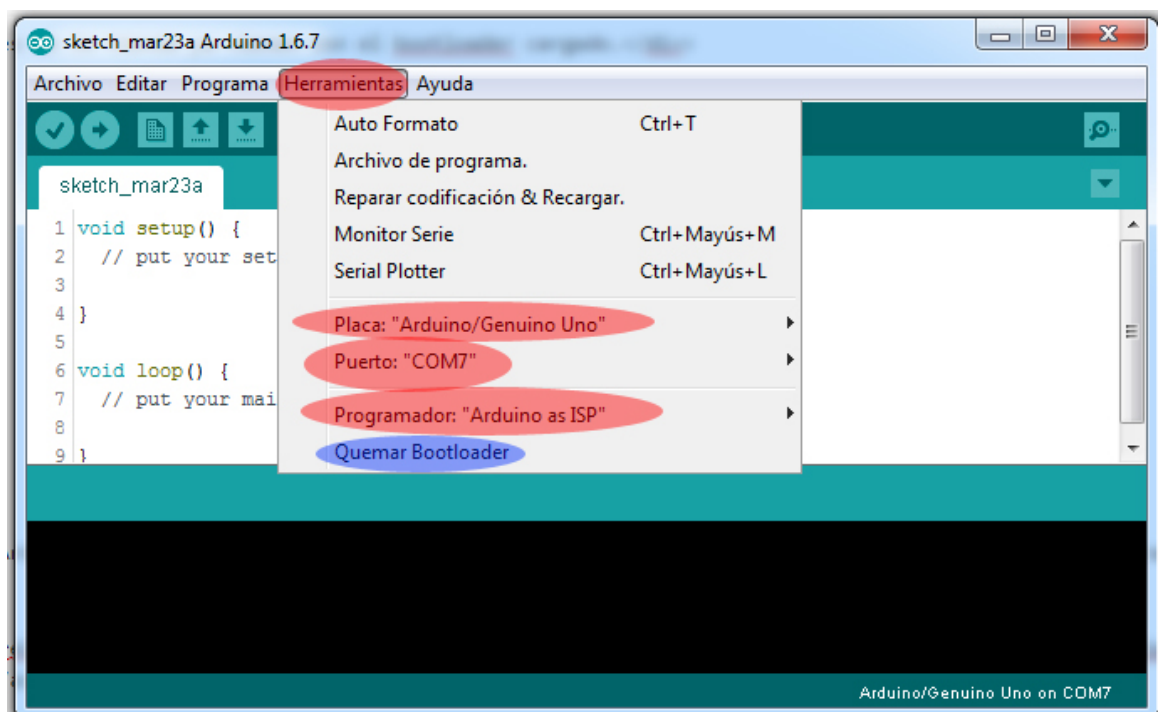 sketch_mar23a Arduino 1.6.7
Archivo Editar Programa Herramientas Ayuda
Auto Formato Ctrl+T
Archivo de programa.
Reparar codificación & Recargar.
Monitor Serie Ctrl+Mayús+M
Serial Plotter Ctrl+Mayús+L
Placa: "Arduino/Genuino Uno"
Puerto: "COM7"
Programador: "Arduino as ISP"
Quemar Bootloader
sketch_mar23a
1 void setup() {
2 // put your set
3
4 }
5
6 void loop() {
7 // put your mai
8
9 }
Arduino/Genuino Uno on COM7